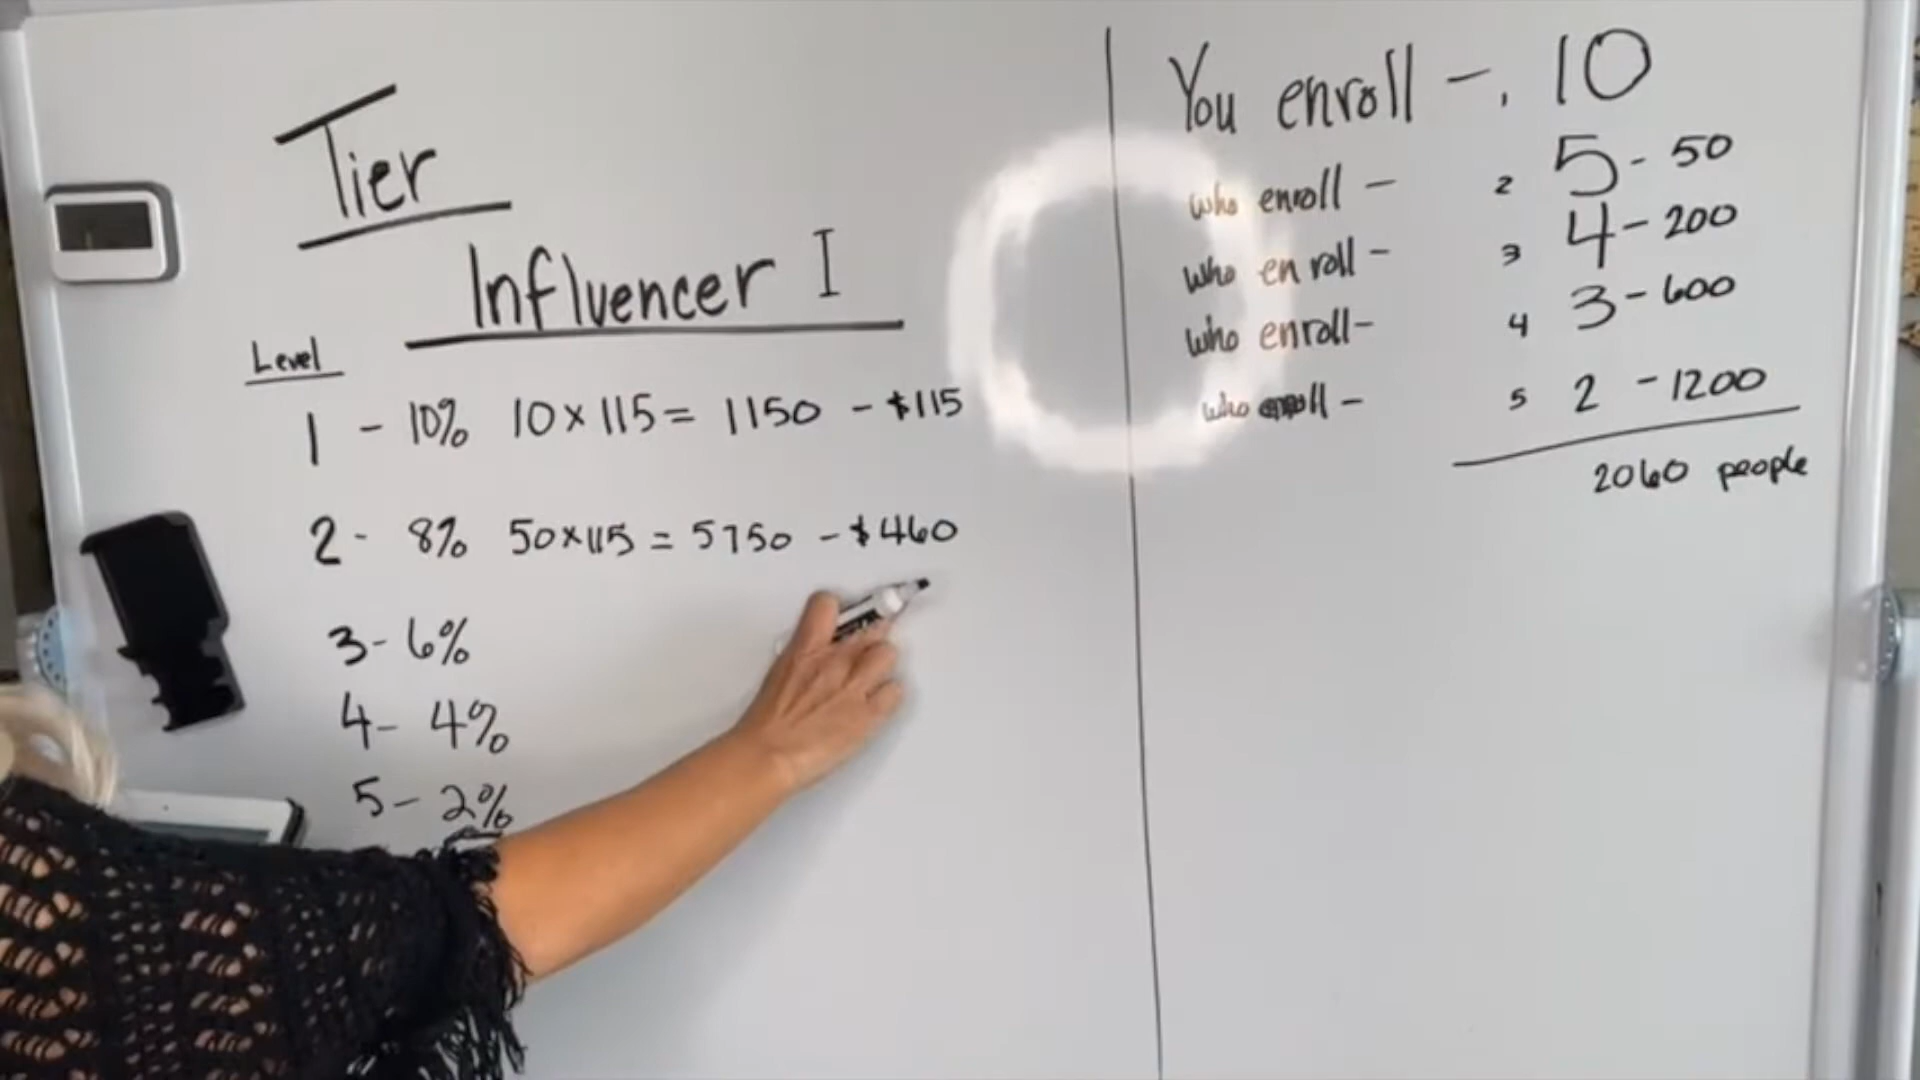 Tier
Influencer I
Level
1 - 10% 10 x 115 = 1150 - $115
2 - 8% 50 x 115 = 5750 - $460
3 - 6%
4 - 4%
5 - 2%
You enroll - 1 10
who enroll - 2 5 - 50
who enroll - 3 4 - 200
who enroll - 4 3 - 600
who enroll - 5 2 - 1200
2060 people